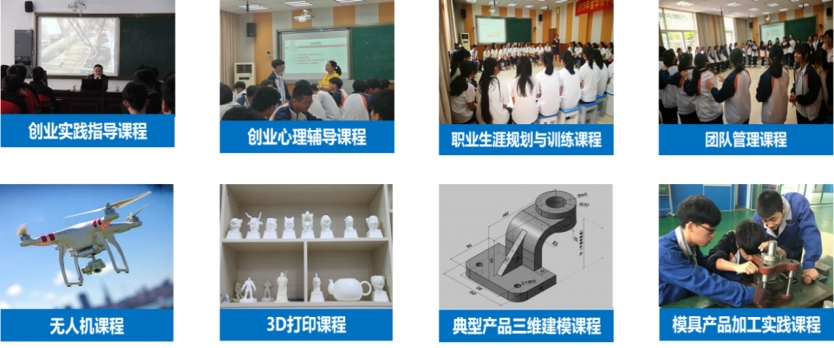 创业实践指导课程
创业心理辅导课程
职业生涯规划与训练课程
团队管理课程
无人机课程
3D打印课程
典型产品三维建模课程
模具产品加工实践课程